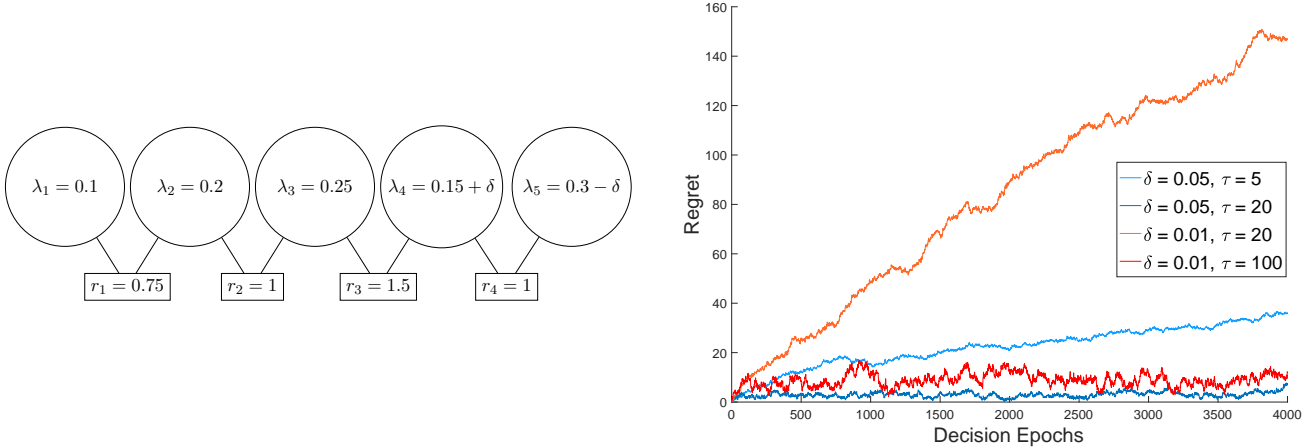 λ₁ = 0.1
λ₂ = 0.2
λ₃ = 0.25
λ₄ = 0.15 + δ
λ₅ = 0.3 − δ
r₁ = 0.75
r₂ = 1
r₃ = 1.5
r₄ = 1
Regret
160
140
120
100
80
60
40
20
0
0 500 1000 1500 2000 2500 3000 3500 4000
Decision Epochs
δ = 0.05, τ = 5
δ = 0.05, τ = 20
δ = 0.01, τ = 20
δ = 0.01, τ = 100